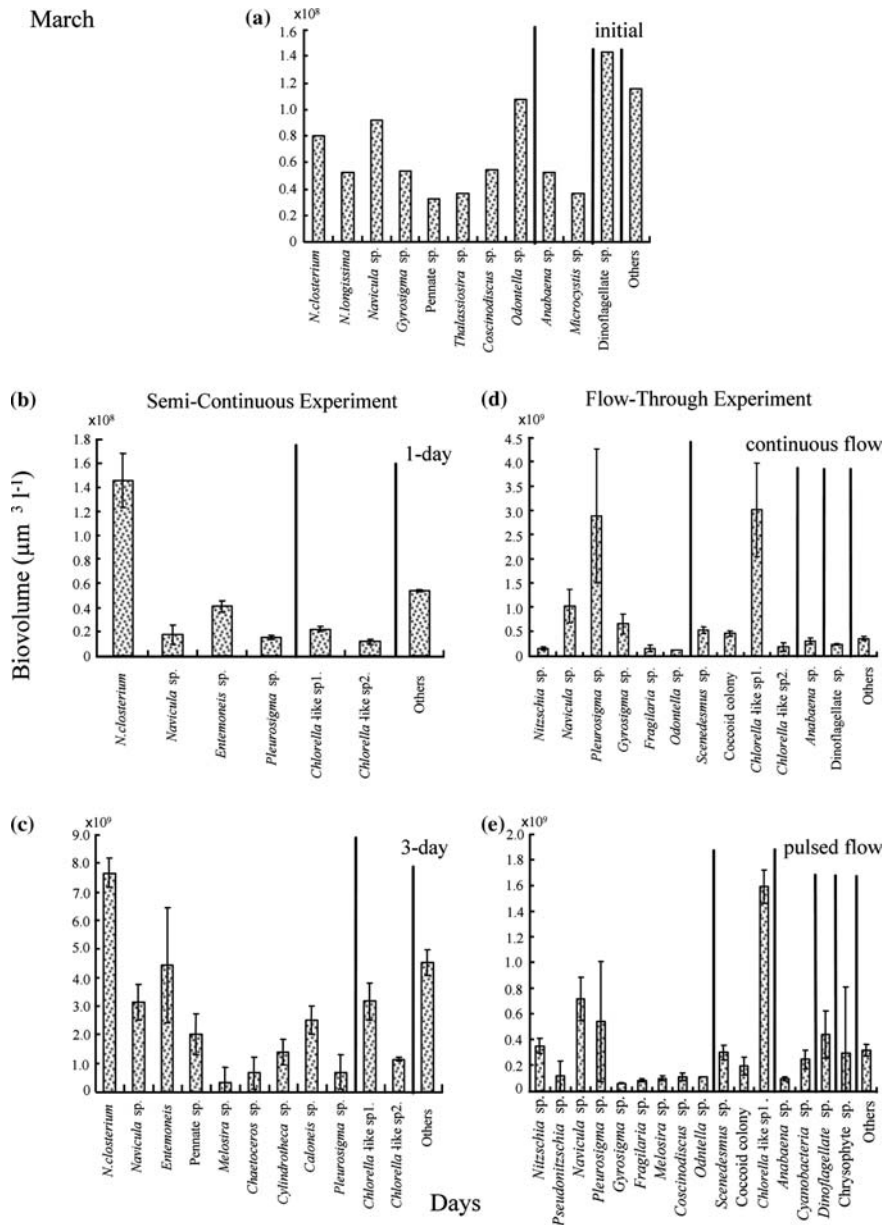 March
(a)
x10⁸
initial
1.6
1.4
1.2
1.0
0.8
0.6
0.4
0.2
0
N.closterium
N.longissima
Navicula sp.
Gyrosigma sp.
Pennate sp.
Thalassiosira sp.
Coscinodiscus sp.
Odontella sp.
Anabaena sp.
Microcystis sp.
Dinoflagellate sp.
Others
Biovolume (µm ³ l⁻¹)
(b)
Semi-Continuous Experiment
x10⁸
1-day
1.8
1.6
1.4
1.2
1.0
0.8
0.6
0.4
0.2
0
N.closterium
Navicula sp.
Entemoneis sp.
Pleurosigma sp.
Chlorella -like sp1.
Chlorella -like sp2.
Others
(d)
Flow-Through Experiment
x10⁹
continuous flow
4.5
4.0
3.5
3.0
2.5
2.0
1.5
1.0
0.5
0
Nitzschia sp.
Navicula sp.
Pleurosigma sp.
Gyrosigma sp.
Fragilaria sp.
Odontella sp.
Scenedesmus sp.
Coccoid colony
Chlorella -like sp1.
Chlorella -like sp2.
Anabaena sp.
Dinoflagellate sp.
Others
(c)
x10⁹
3-day
9.0
8.0
7.0
6.0
5.0
4.0
3.0
2.0
1.0
0
N.closterium
Navicula sp.
Entemoneis
Pennate sp.
Melosira sp.
Chaetoceros sp.
Cylindrotheca sp.
Caloneis sp.
Pleurosigma sp.
Chlorella -like sp1.
Chlorella -like sp2.
Others
(e)
x10⁹
pulsed flow
2.0
1.8
1.6
1.4
1.2
1.0
0.8
0.6
0.4
0.2
0
Nitzschia sp.
Pseudonitzschia sp.
Navicula sp.
Pleurosigma sp.
Gyrosigma sp.
Fragilaria sp.
Melosira sp.
Coscinodiscus sp.
Odntella sp.
Scenedesmus sp.
Coccoid colony
Chlorella -like sp1.
Anabaena sp.
Cyanobacteria sp.
Dinoflagellate sp.
Chrysophyte sp.
Others
Days